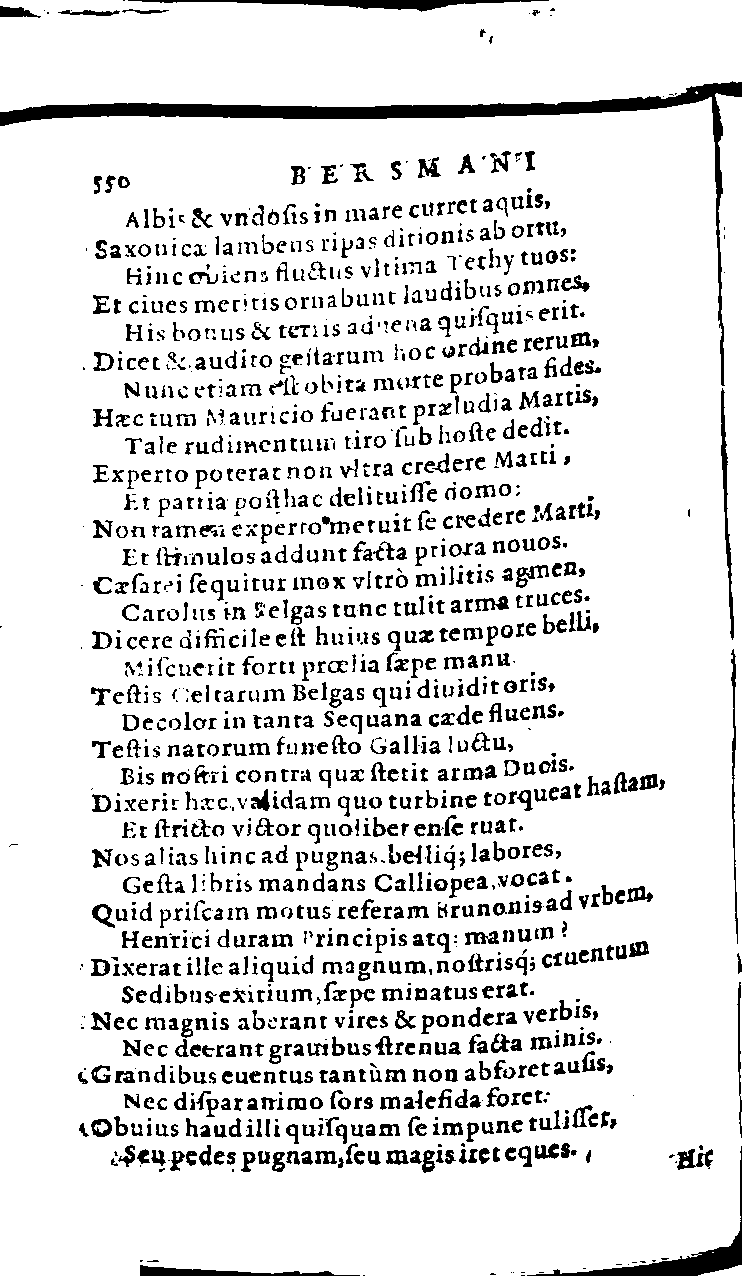 550 BERSMANI
Albis & vndoſis in mare curret aquis,
Saxonicæ lambens ripas ditionis ab ortu,
Hinc obiens fluctus vltima Tethy tuos:
Et ciues meritis ornabunt laudibus omnes,
His bonus & terris aduena quiſquis erit.
Dicet & audito geſtarum hoc ordine rerum,
Nunc etiam eſt obita morte probata fides.
Hæc tum Mauricio fuerant præludia Martis,
Tale rudimentum tiro ſub hoſte dedit.
Experto poterat non vltra credere Marti,
Et patria poſthac delituiſſe domo:
Non tamen experto metuit ſe credere Marti,
Et ſtimulos addunt facta priora nouos.
Cæſarei ſequitur mox vltrò militis agmen,
Carolus in Belgas tunc tulit arma truces.
Dicere difficile eſt huius quæ tempore belli,
Miſcuerit forti prœlia ſæpe manu.
Teſtis Celtarum Belgas qui diuidit oris,
Decolor in tanta Sequana cæde fluens.
Teſtis natorum funeſto Gallia luctu,
Bis noſtri contra quæ ſtetit arma Ducis.
Dixerit hæc, validam quo turbine torqueat haſtam,
Et ſtricto victor quoliber enſe ruat.
Nos alias hinc ad pugnas, belliq́; labores,
Geſta libris mandans Calliopea, vocat.
Quid priſcam motus referam Brunonis ad vrbem,
Henrici duram Principis atq: manum?
Dixerat ille aliquid magnum, noſtrisq́; cruentum
Sedibus exitium, ſæpe minatus erat.
Nec magnis aberant vires & pondera verbis,
Nec deerant grauibus ſtrenua facta minis.
Grandibus euentus tantùm non abforet auſis,
Nec diſpar animo ſors malefida foret:
Obuius haud illi quiſquam ſe impune tuliſſet,
Seu pedes pugnam, ſeu magis iret eques.
Hic